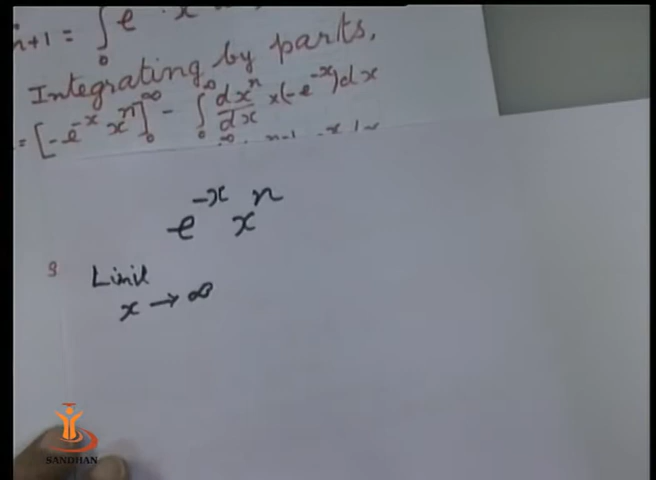 n+1 = ∫₀ e · x
Integrating by parts,
= [-e^{-x} x^n]₀^∞ - ∫₀^∞ dx^n/dx × (-e^{-x}) dx
e^{-x} x^n
Limit
x → ∞
SANDHAN